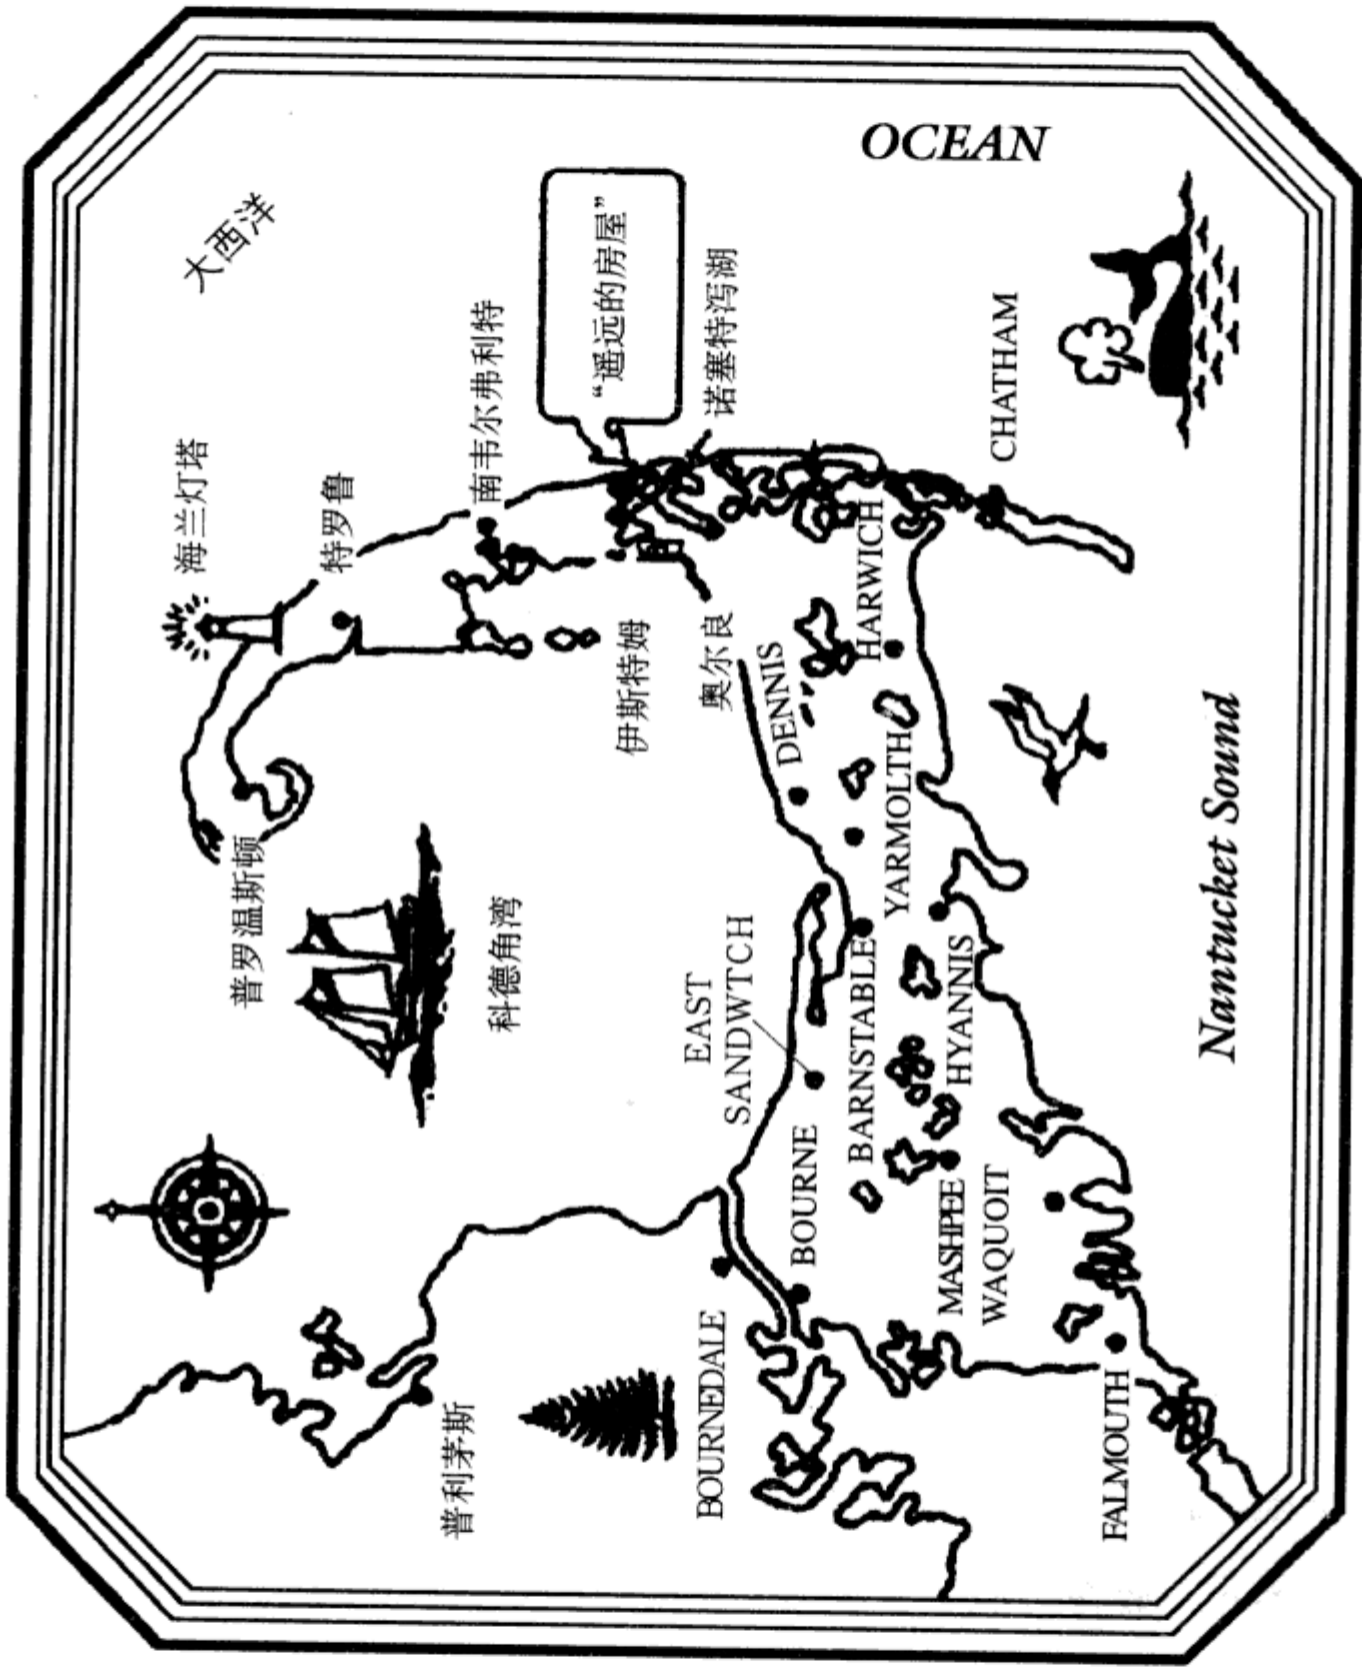 大西洋
OCEAN
海兰灯塔
特罗鲁
南韦尔弗利特
“遥远的房屋”
诺塞特泻湖
CHATHAM
普罗温斯顿
科德角湾
伊斯特姆
奥尔良
DENNIS
HARWICH
YARMOLTH
EAST
SANDWTCH
BARNSTABLE
HYANNIS
BOURNE
MASHPEE
WAQUOIT
普利茅斯
BOURNEDALE
FALMOUTH
Nantucket Sound